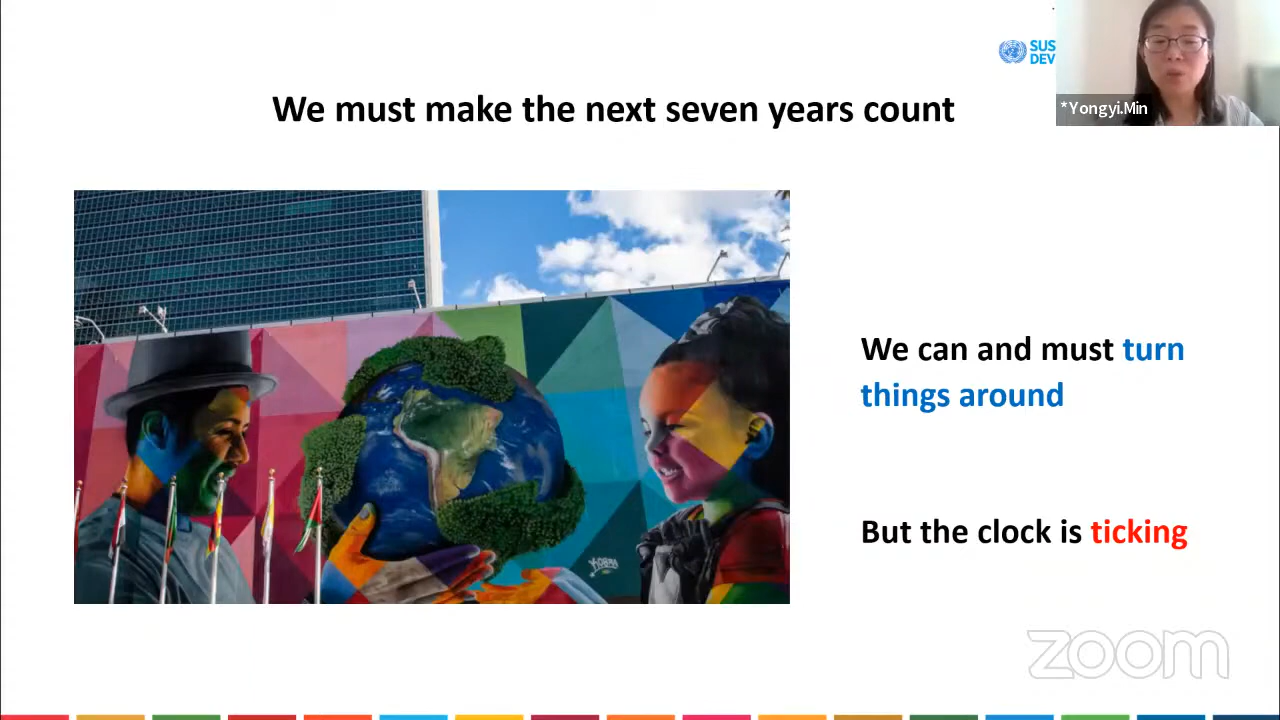 SUS
DEV
*Yongyi.Min
We must make the next seven years count
We can and must turn
things around
But the clock is ticking
KOBRA
zoom